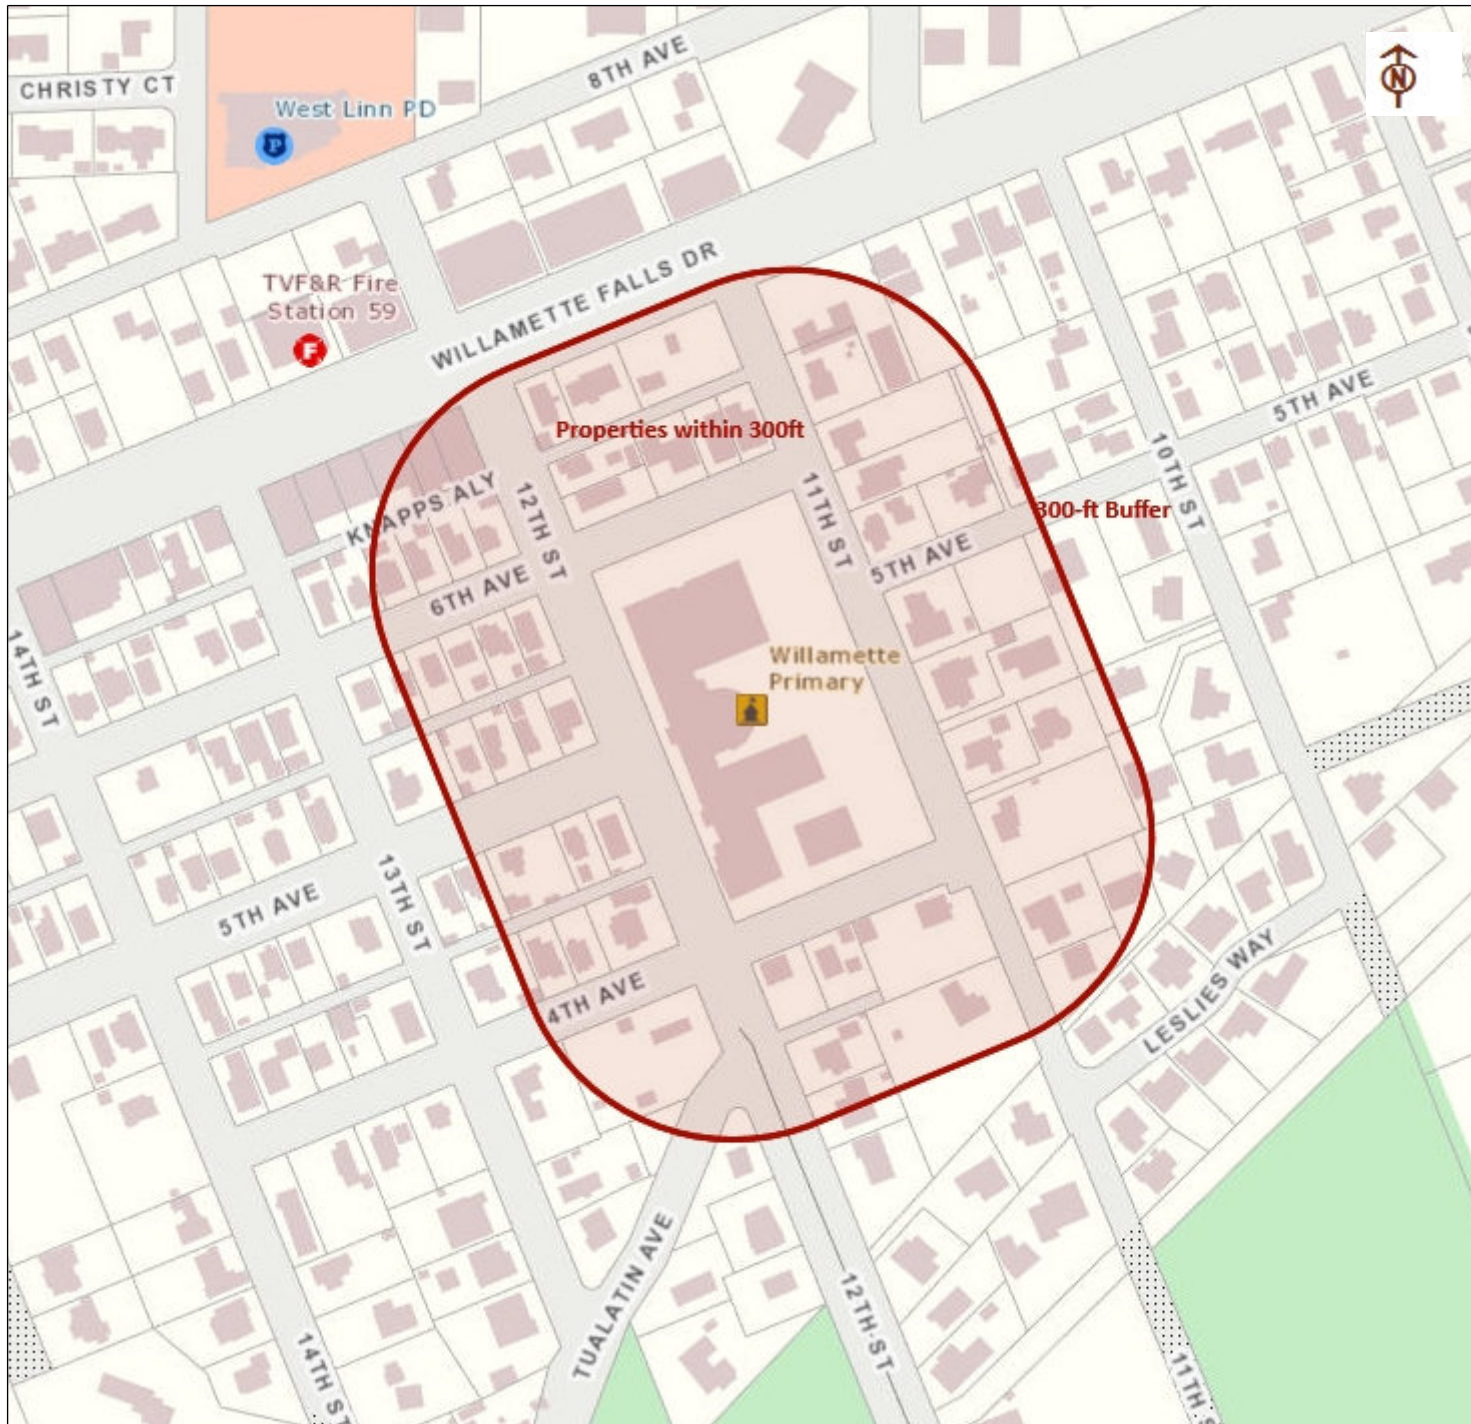 8TH AVE
N
CHRISTY CT
West Linn PD
P
WILLAMETTE FALLS DR
TVF&R Fire
Station 59
F
5TH AVE
Properties within 300ft
10TH ST
KNAPPS ALY
12TH ST
11TH ST
300-ft Buffer
5TH AVE
6TH AVE
14TH ST
Willamette
Primary
5TH AVE
13TH ST
4TH AVE
LESLIES WAY
TUALATIN AVE
12TH ST
14TH ST
11TH S